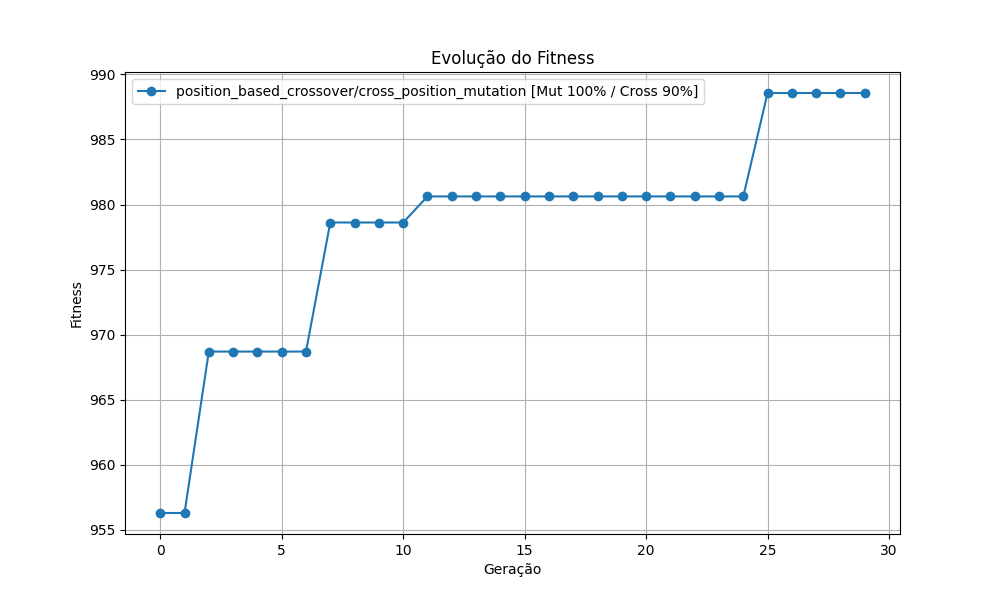 Evolução do Fitness
position_based_crossover/cross_position_mutation [Mut 100% / Cross 90%]
990
985
980
975
970
965
960
955
Fitness
0 5 10 15 20 25 30
Geração